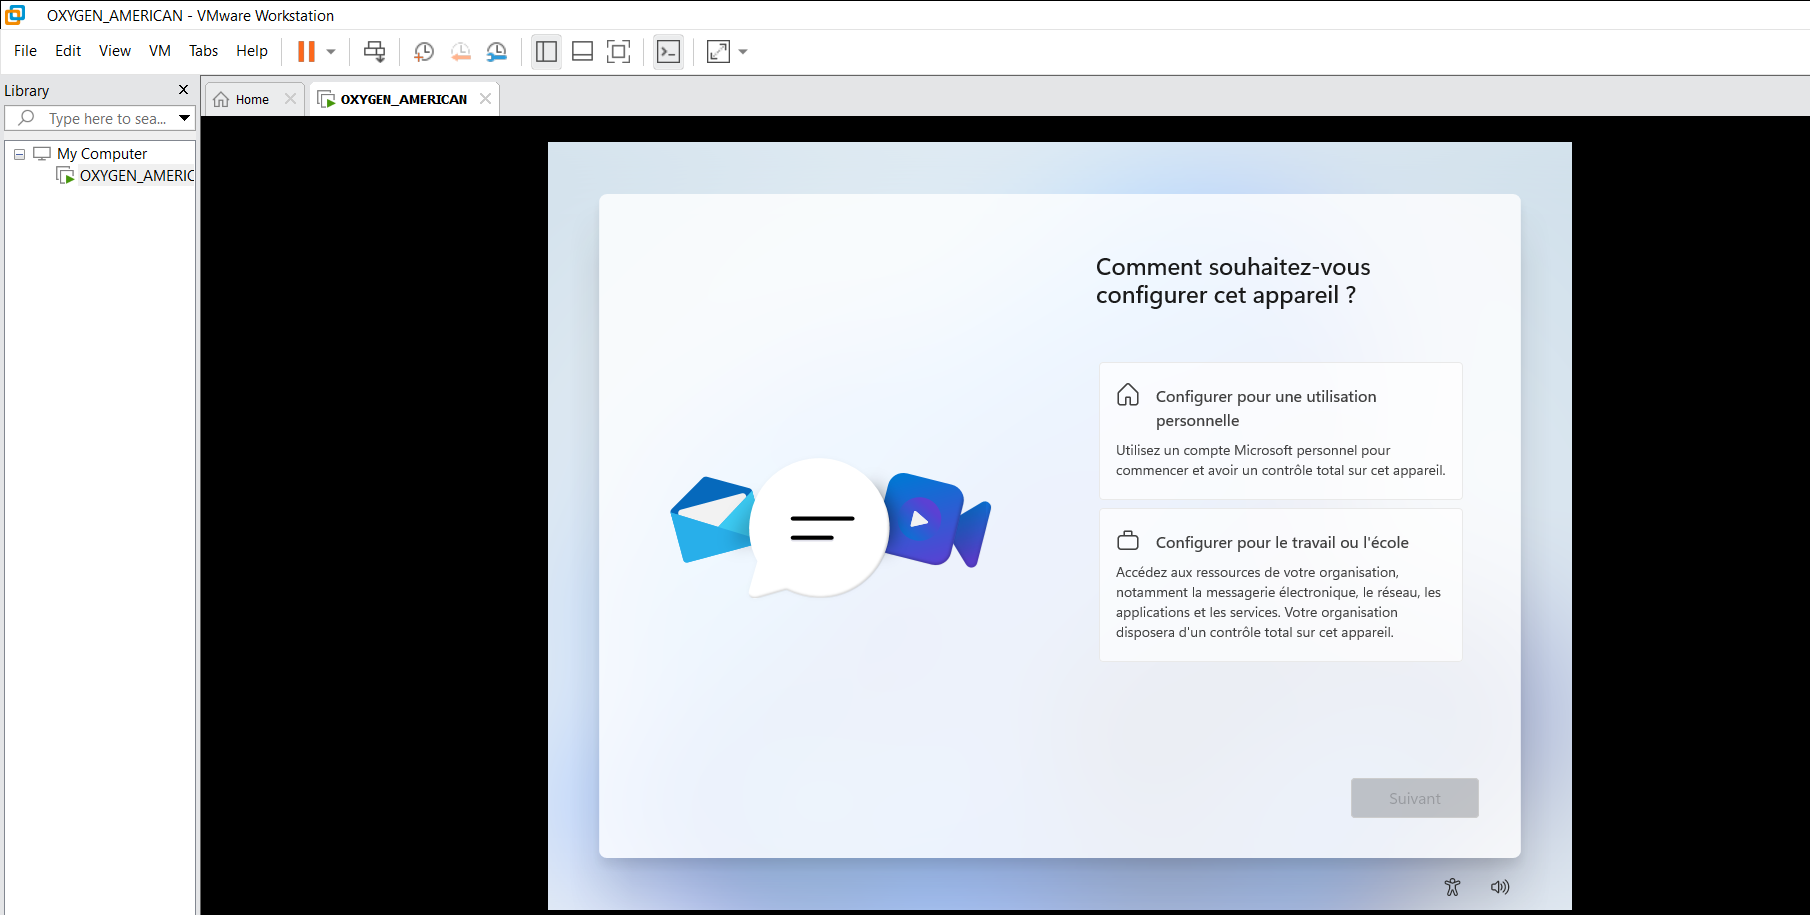 OXYGEN_AMERICAN - VMware Workstation
File Edit View VM Tabs Help
Library
Home
OXYGEN_AMERICAN
Type here to sea...
My Computer
OXYGEN_AMERIC
Comment souhaitez-vous
configurer cet appareil ?
Configurer pour une utilisation
personnelle
Utilisez un compte Microsoft personnel pour
commencer et avoir un contrôle total sur cet appareil.
Configurer pour le travail ou l'école
Accédez aux ressources de votre organisation,
notamment la messagerie électronique, le réseau, les
applications et les services. Votre organisation
disposera d'un contrôle total sur cet appareil.
Suivant